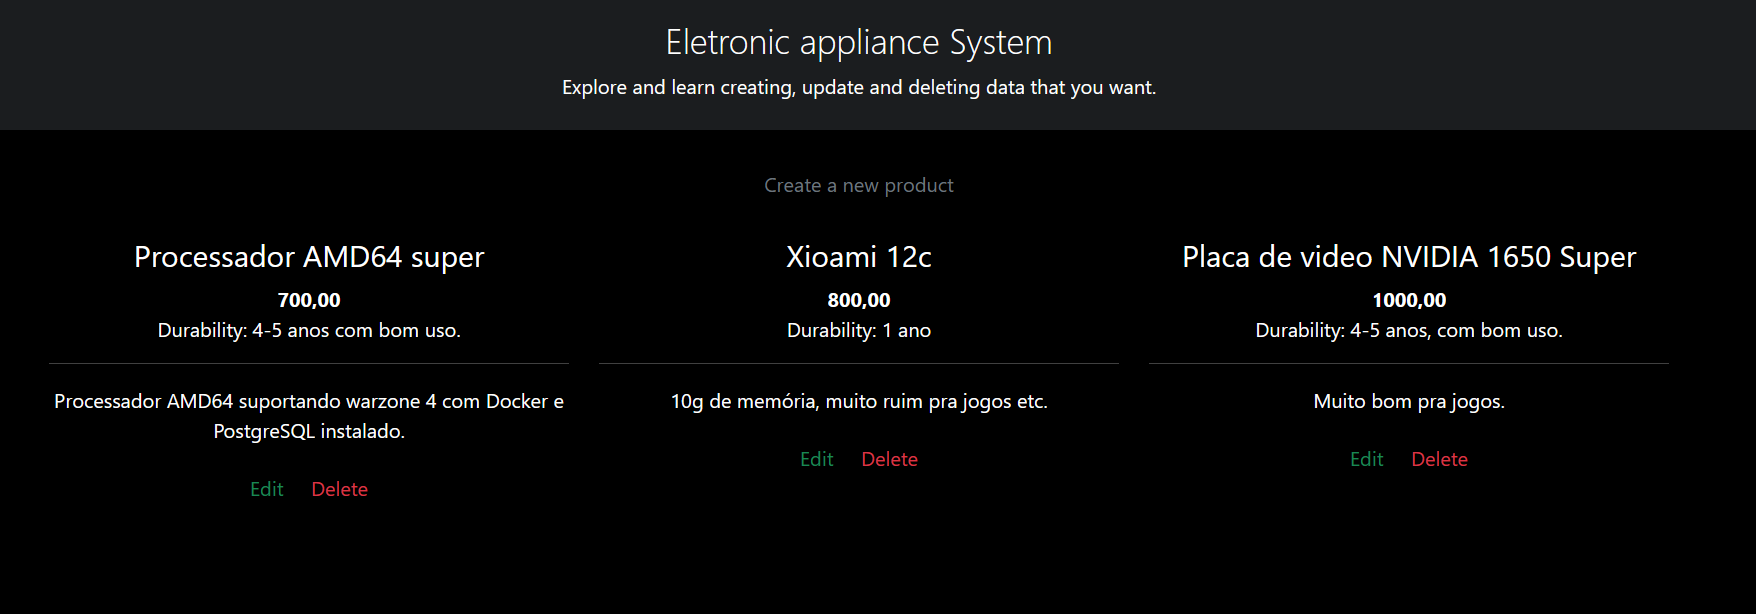 Eletronic appliance System
Explore and learn creating, update and deleting data that you want.
Create a new product
Processador AMD64 super
700,00
Durability: 4-5 anos com bom uso.
Processador AMD64 suportando warzone 4 com Docker e
PostgreSQL instalado.
Edit Delete
Xioami 12c
800,00
Durability: 1 ano
10g de memória, muito ruim pra jogos etc.
Edit Delete
Placa de video NVIDIA 1650 Super
1000,00
Durability: 4-5 anos, com bom uso.
Muito bom pra jogos.
Edit Delete